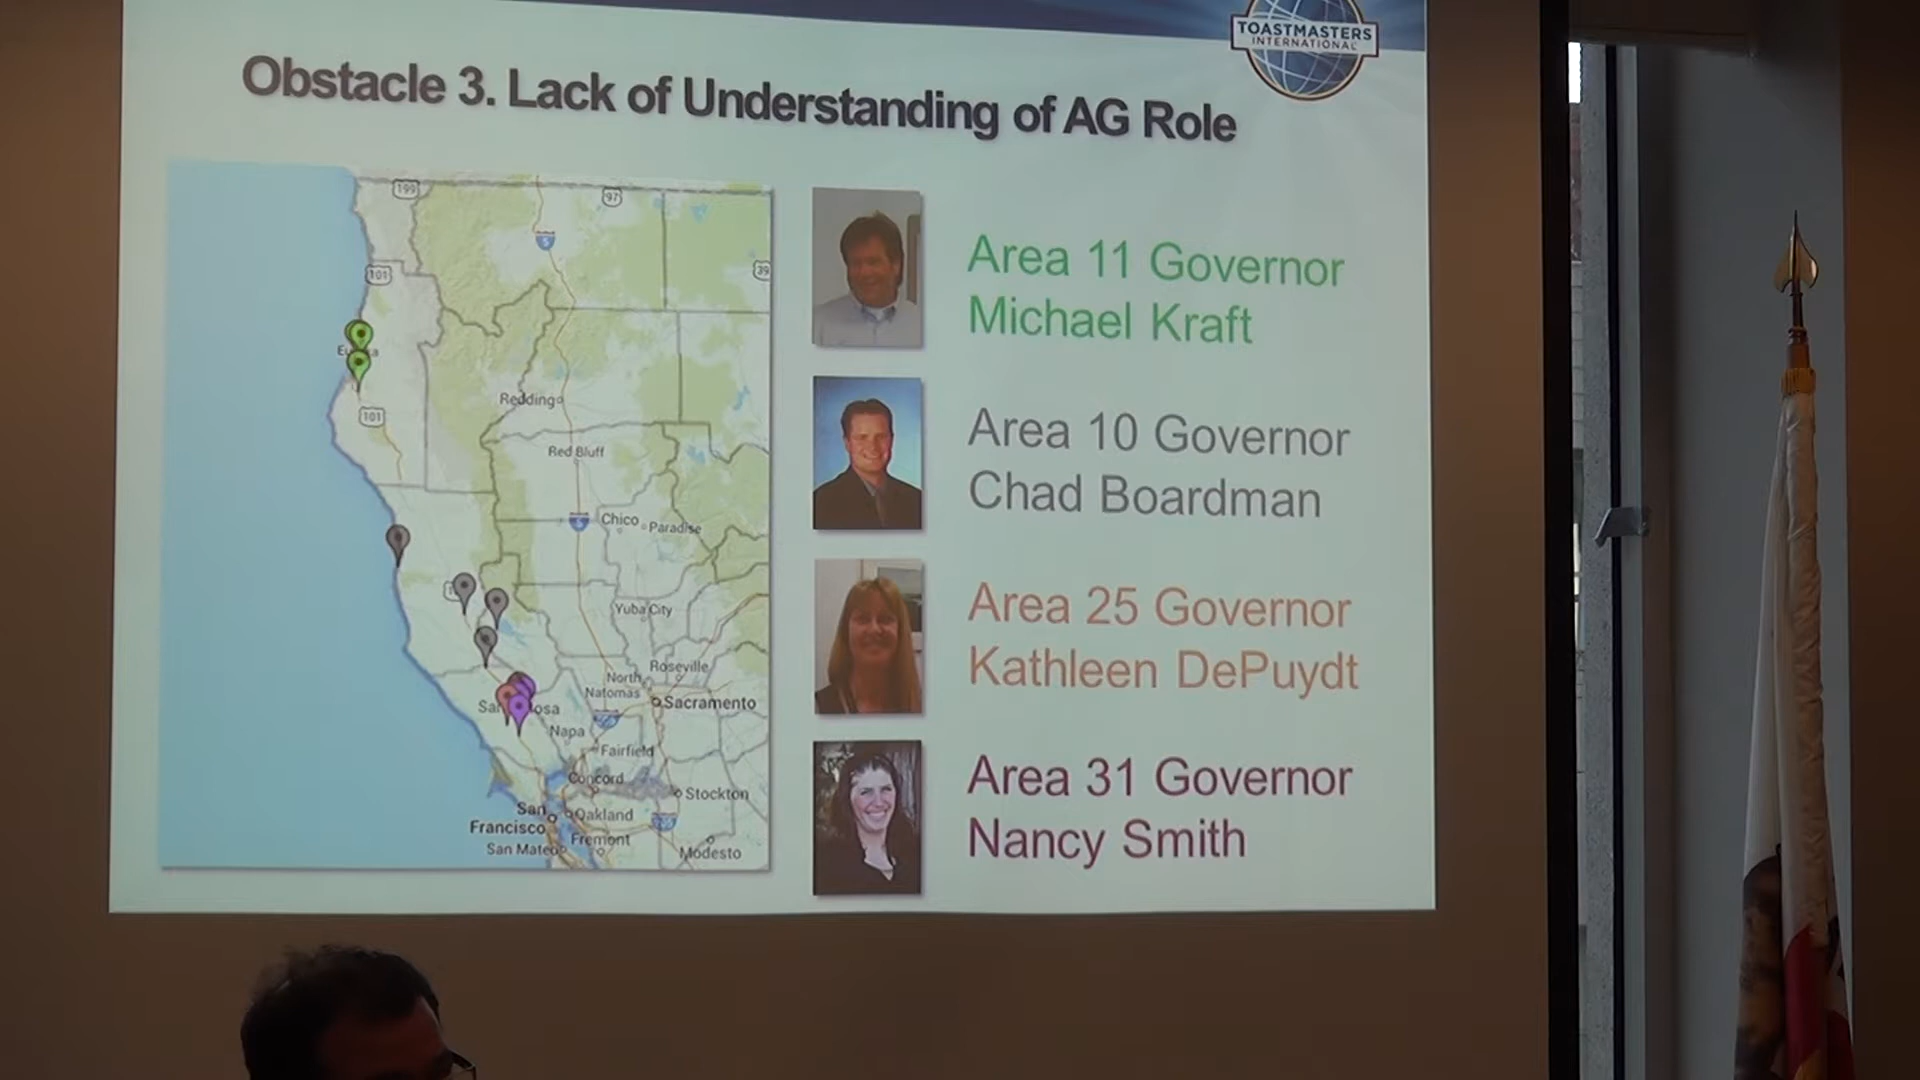 TOASTMASTERS
INTERNATIONAL
Obstacle 3. Lack of Understanding of AG Role
199
97
5
101
39
Redding
101
Red Bluff
5
Chico
Paradise
Yuba City
Roseville
North
Natomas
Sacramento
Napa
Fairfield
Concord
Stockton
San
Francisco
Oakland
Fremont
San Mateo
Modesto
Area 11 Governor
Michael Kraft
Area 10 Governor
Chad Boardman
Area 25 Governor
Kathleen DePuydt
Area 31 Governor
Nancy Smith